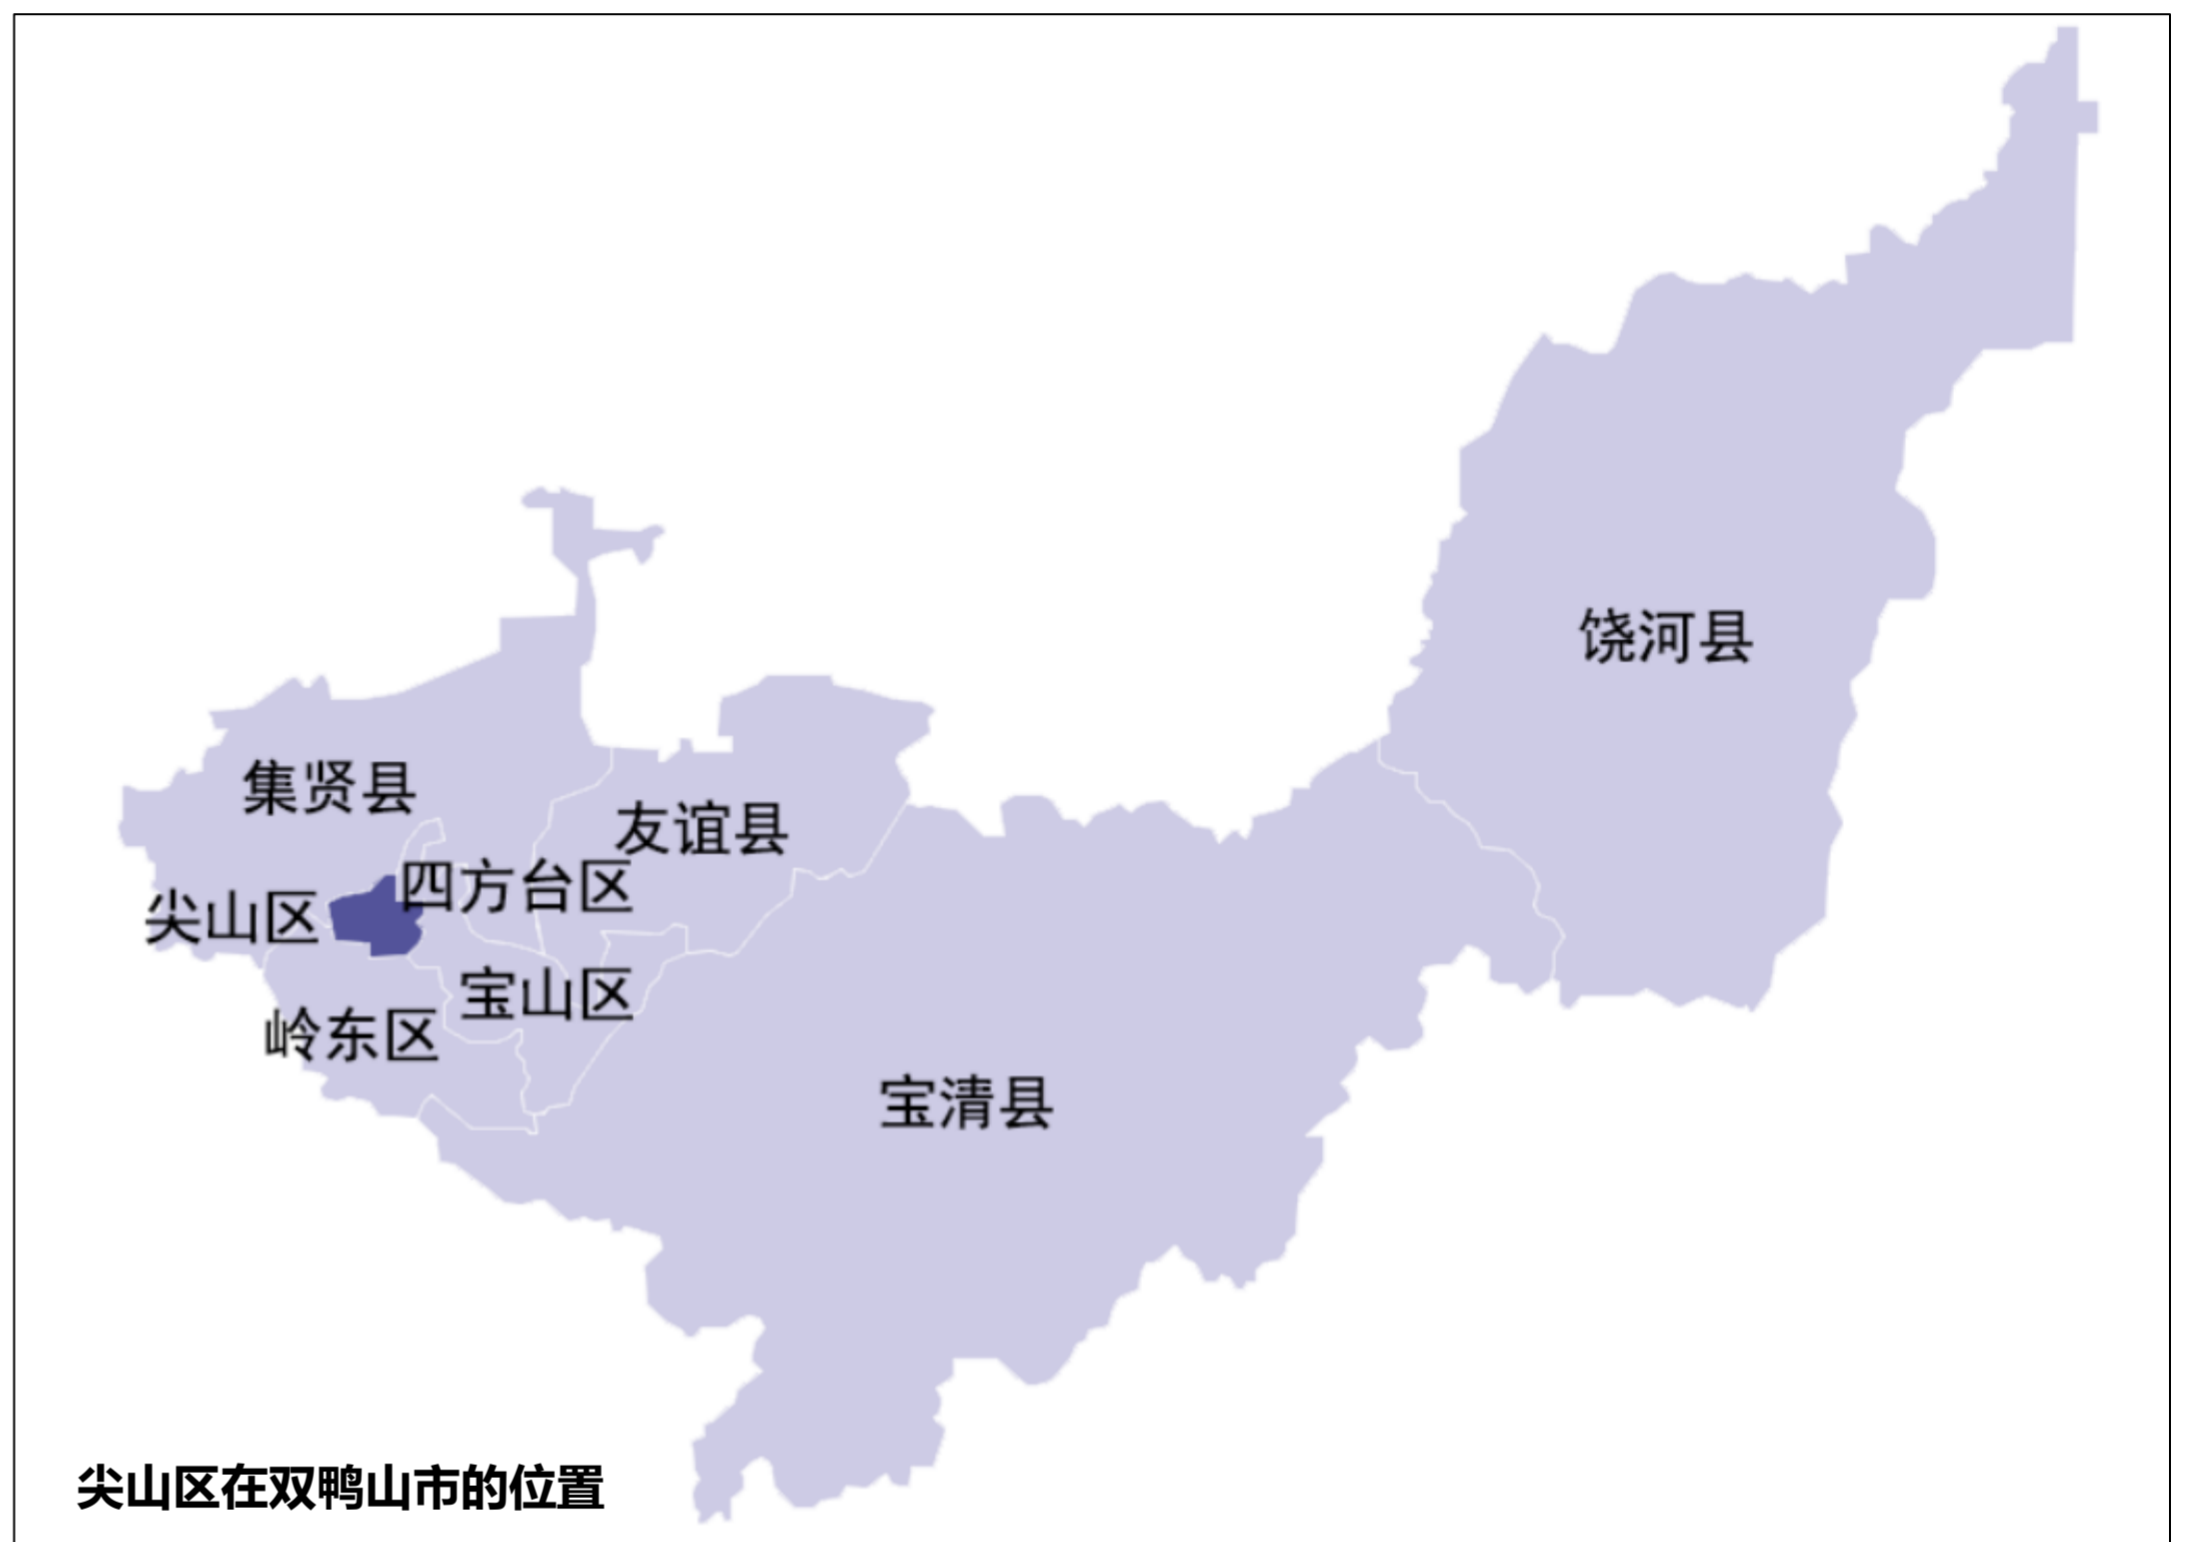 饶河县
集贤县
友谊县
四方台区
尖山区
宝山区
岭东区
宝清县
尖山区在双鸭山市的位置